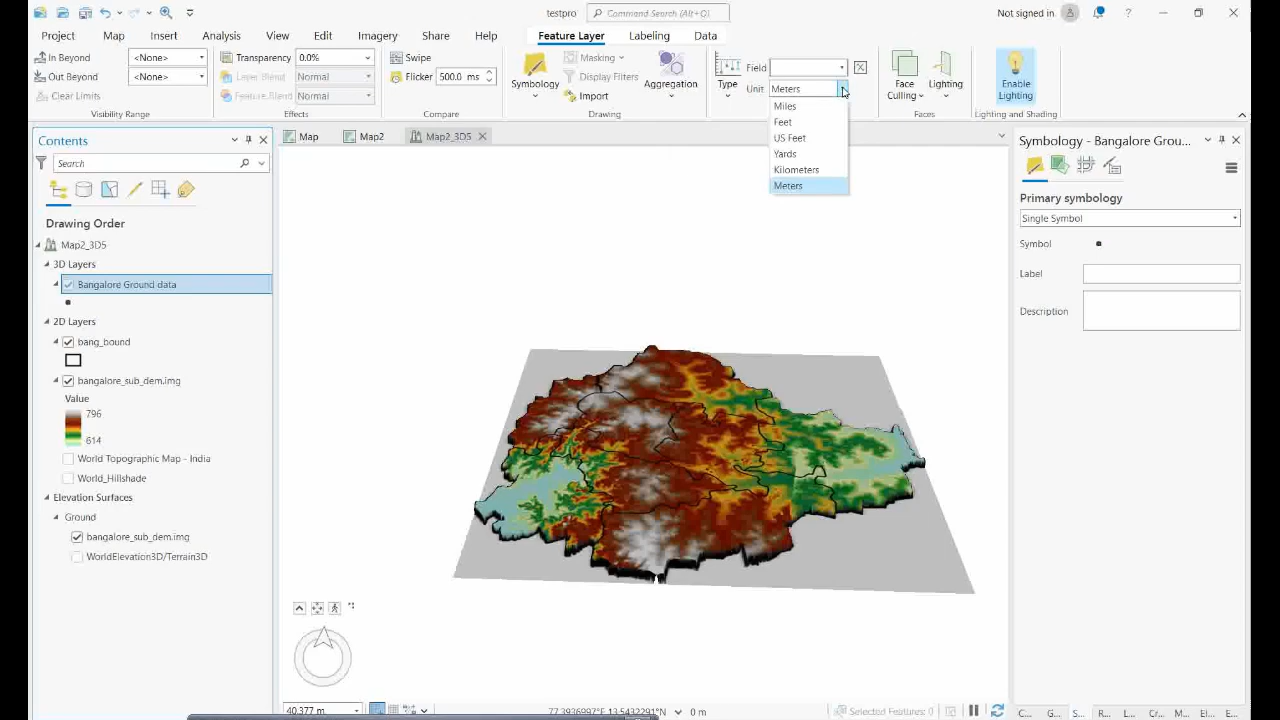 testpro
Command Search (Alt+Q)
Not signed in
?
Project
Map
Insert
Analysis
View
Edit
Imagery
Share
Help
Feature Layer
Labeling
Data
In Beyond
<None>
Out Beyond
<None>
Clear Limits
Visibility Range
Transparency
0.0%
Layer Blend
Normal
Feature Blend
Normal
Effects
Swipe
Flicker
500.0 ms
Compare
Symbology
Masking
Display Filters
Import
Aggregation
Drawing
Type
Field
Unit
Meters
Miles
Feet
US Feet
Yards
Kilometers
Meters
Face
Culling
Lighting
Faces
Enable
Lighting
Lighting and Shading
Contents
Search
Drawing Order
Map2_3D5
3D Layers
Bangalore Ground data
2D Layers
bang_bound
bangalore_sub_dem.img
Value
796
614
World Topographic Map - India
World_Hillshade
Elevation Surfaces
Ground
bangalore_sub_dem.img
WorldElevation3D/Terrain3D
Map
Map2
Map2_3D5
40.377 m
77.3936997°E 13.5432291°N
0 m
Selected Features: 0
Symbology - Bangalore Grou...
Primary symbology
Single Symbol
Symbol
Label
Description
C...
G...
S...
R...
L...
Cr...
M...
E...
E...